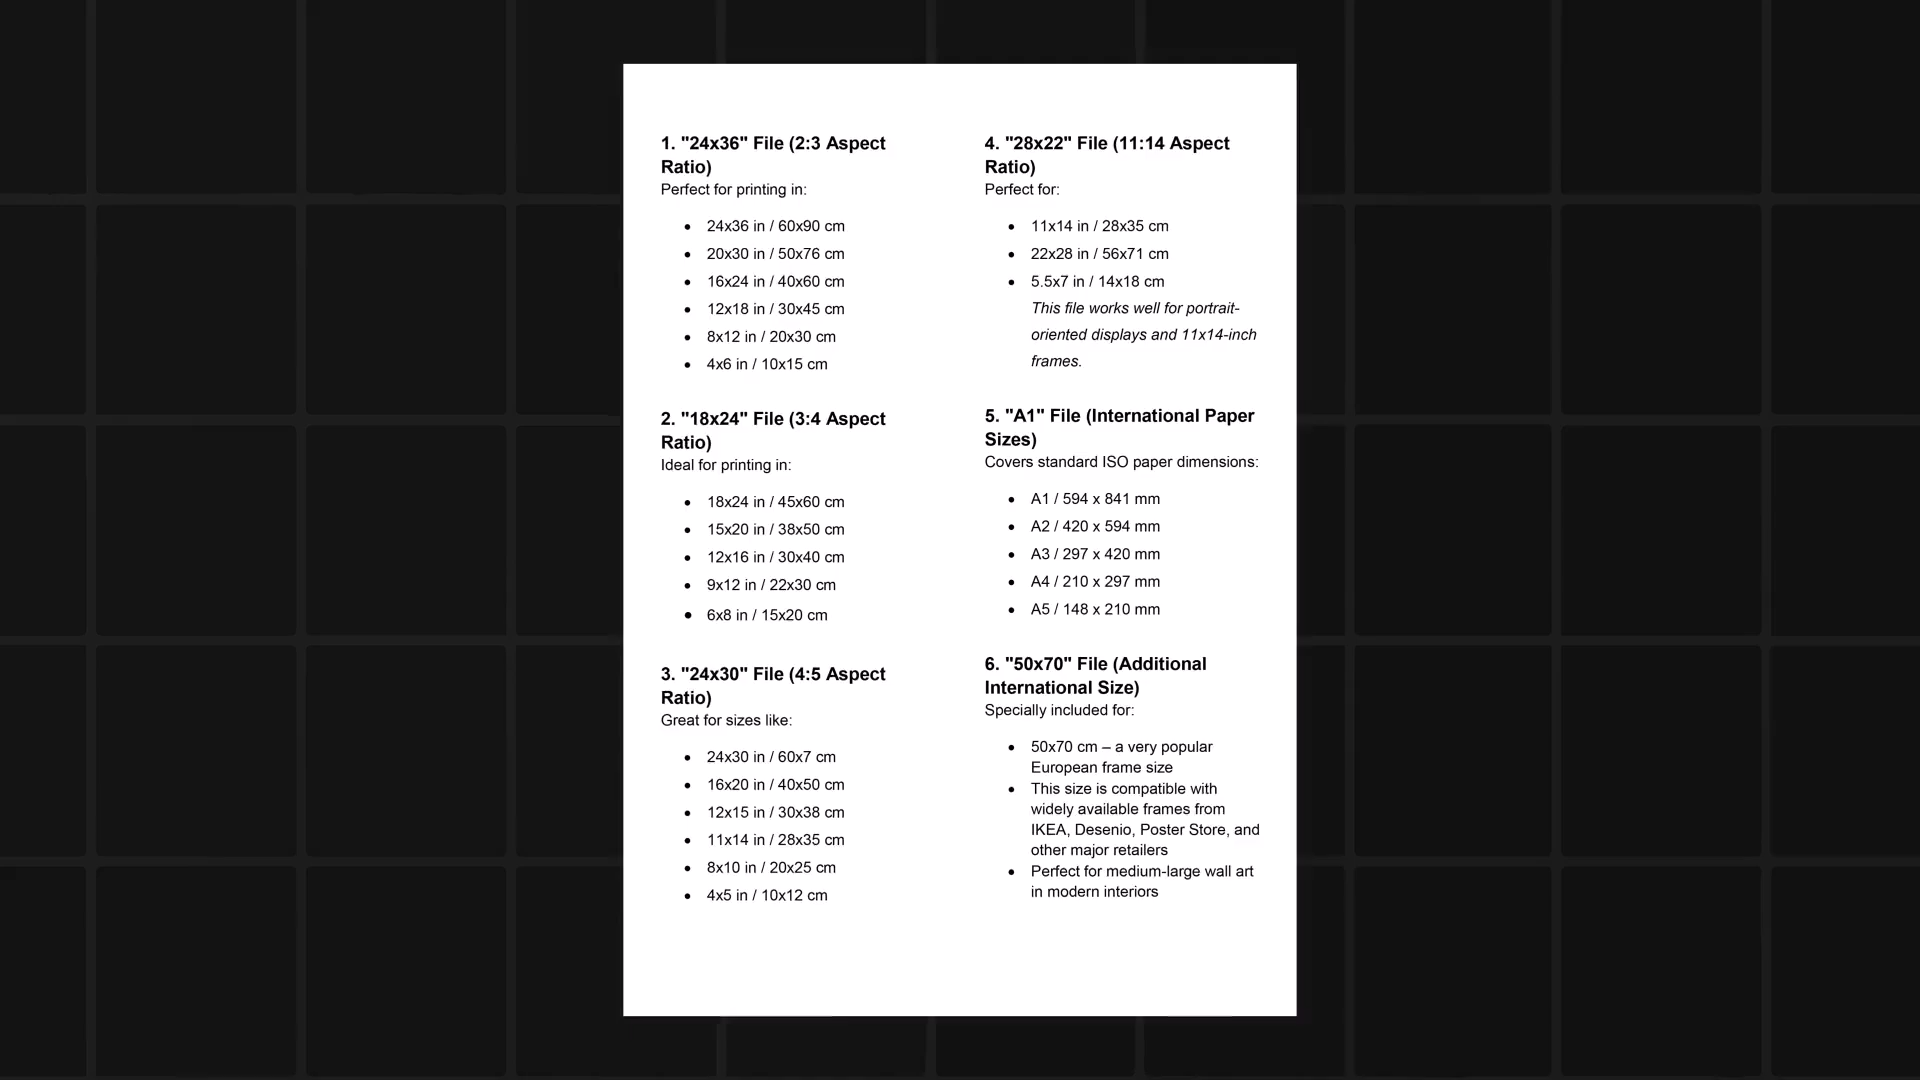 1. "24x36" File (2:3 Aspect
Ratio)
Perfect for printing in:
• 24x36 in / 60x90 cm
• 20x30 in / 50x76 cm
• 16x24 in / 40x60 cm
• 12x18 in / 30x45 cm
• 8x12 in / 20x30 cm
• 4x6 in / 10x15 cm
2. "18x24" File (3:4 Aspect
Ratio)
Ideal for printing in:
• 18x24 in / 45x60 cm
• 15x20 in / 38x50 cm
• 12x16 in / 30x40 cm
• 9x12 in / 22x30 cm
• 6x8 in / 15x20 cm
3. "24x30" File (4:5 Aspect
Ratio)
Great for sizes like:
• 24x30 in / 60x7 cm
• 16x20 in / 40x50 cm
• 12x15 in / 30x38 cm
• 11x14 in / 28x35 cm
• 8x10 in / 20x25 cm
• 4x5 in / 10x12 cm
4. "28x22" File (11:14 Aspect
Ratio)
Perfect for:
• 11x14 in / 28x35 cm
• 22x28 in / 56x71 cm
• 5.5x7 in / 14x18 cm
This file works well for portrait-
oriented displays and 11x14-inch
frames.
5. "A1" File (International Paper
Sizes)
Covers standard ISO paper dimensions:
• A1 / 594 x 841 mm
• A2 / 420 x 594 mm
• A3 / 297 x 420 mm
• A4 / 210 x 297 mm
• A5 / 148 x 210 mm
6. "50x70" File (Additional
International Size)
Specially included for:
• 50x70 cm – a very popular
European frame size
• This size is compatible with
widely available frames from
IKEA, Desenio, Poster Store, and
other major retailers
• Perfect for medium-large wall art
in modern interiors